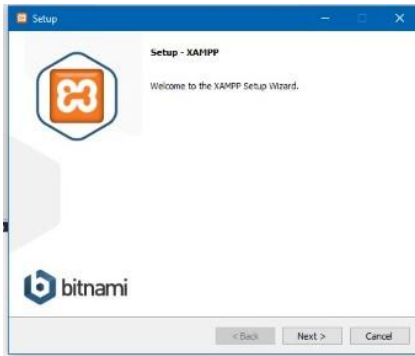 Setup
Setup - XAMPP
Welcome to the XAMPP Setup Wizard.
bitnami
< Back
Next >
Cancel